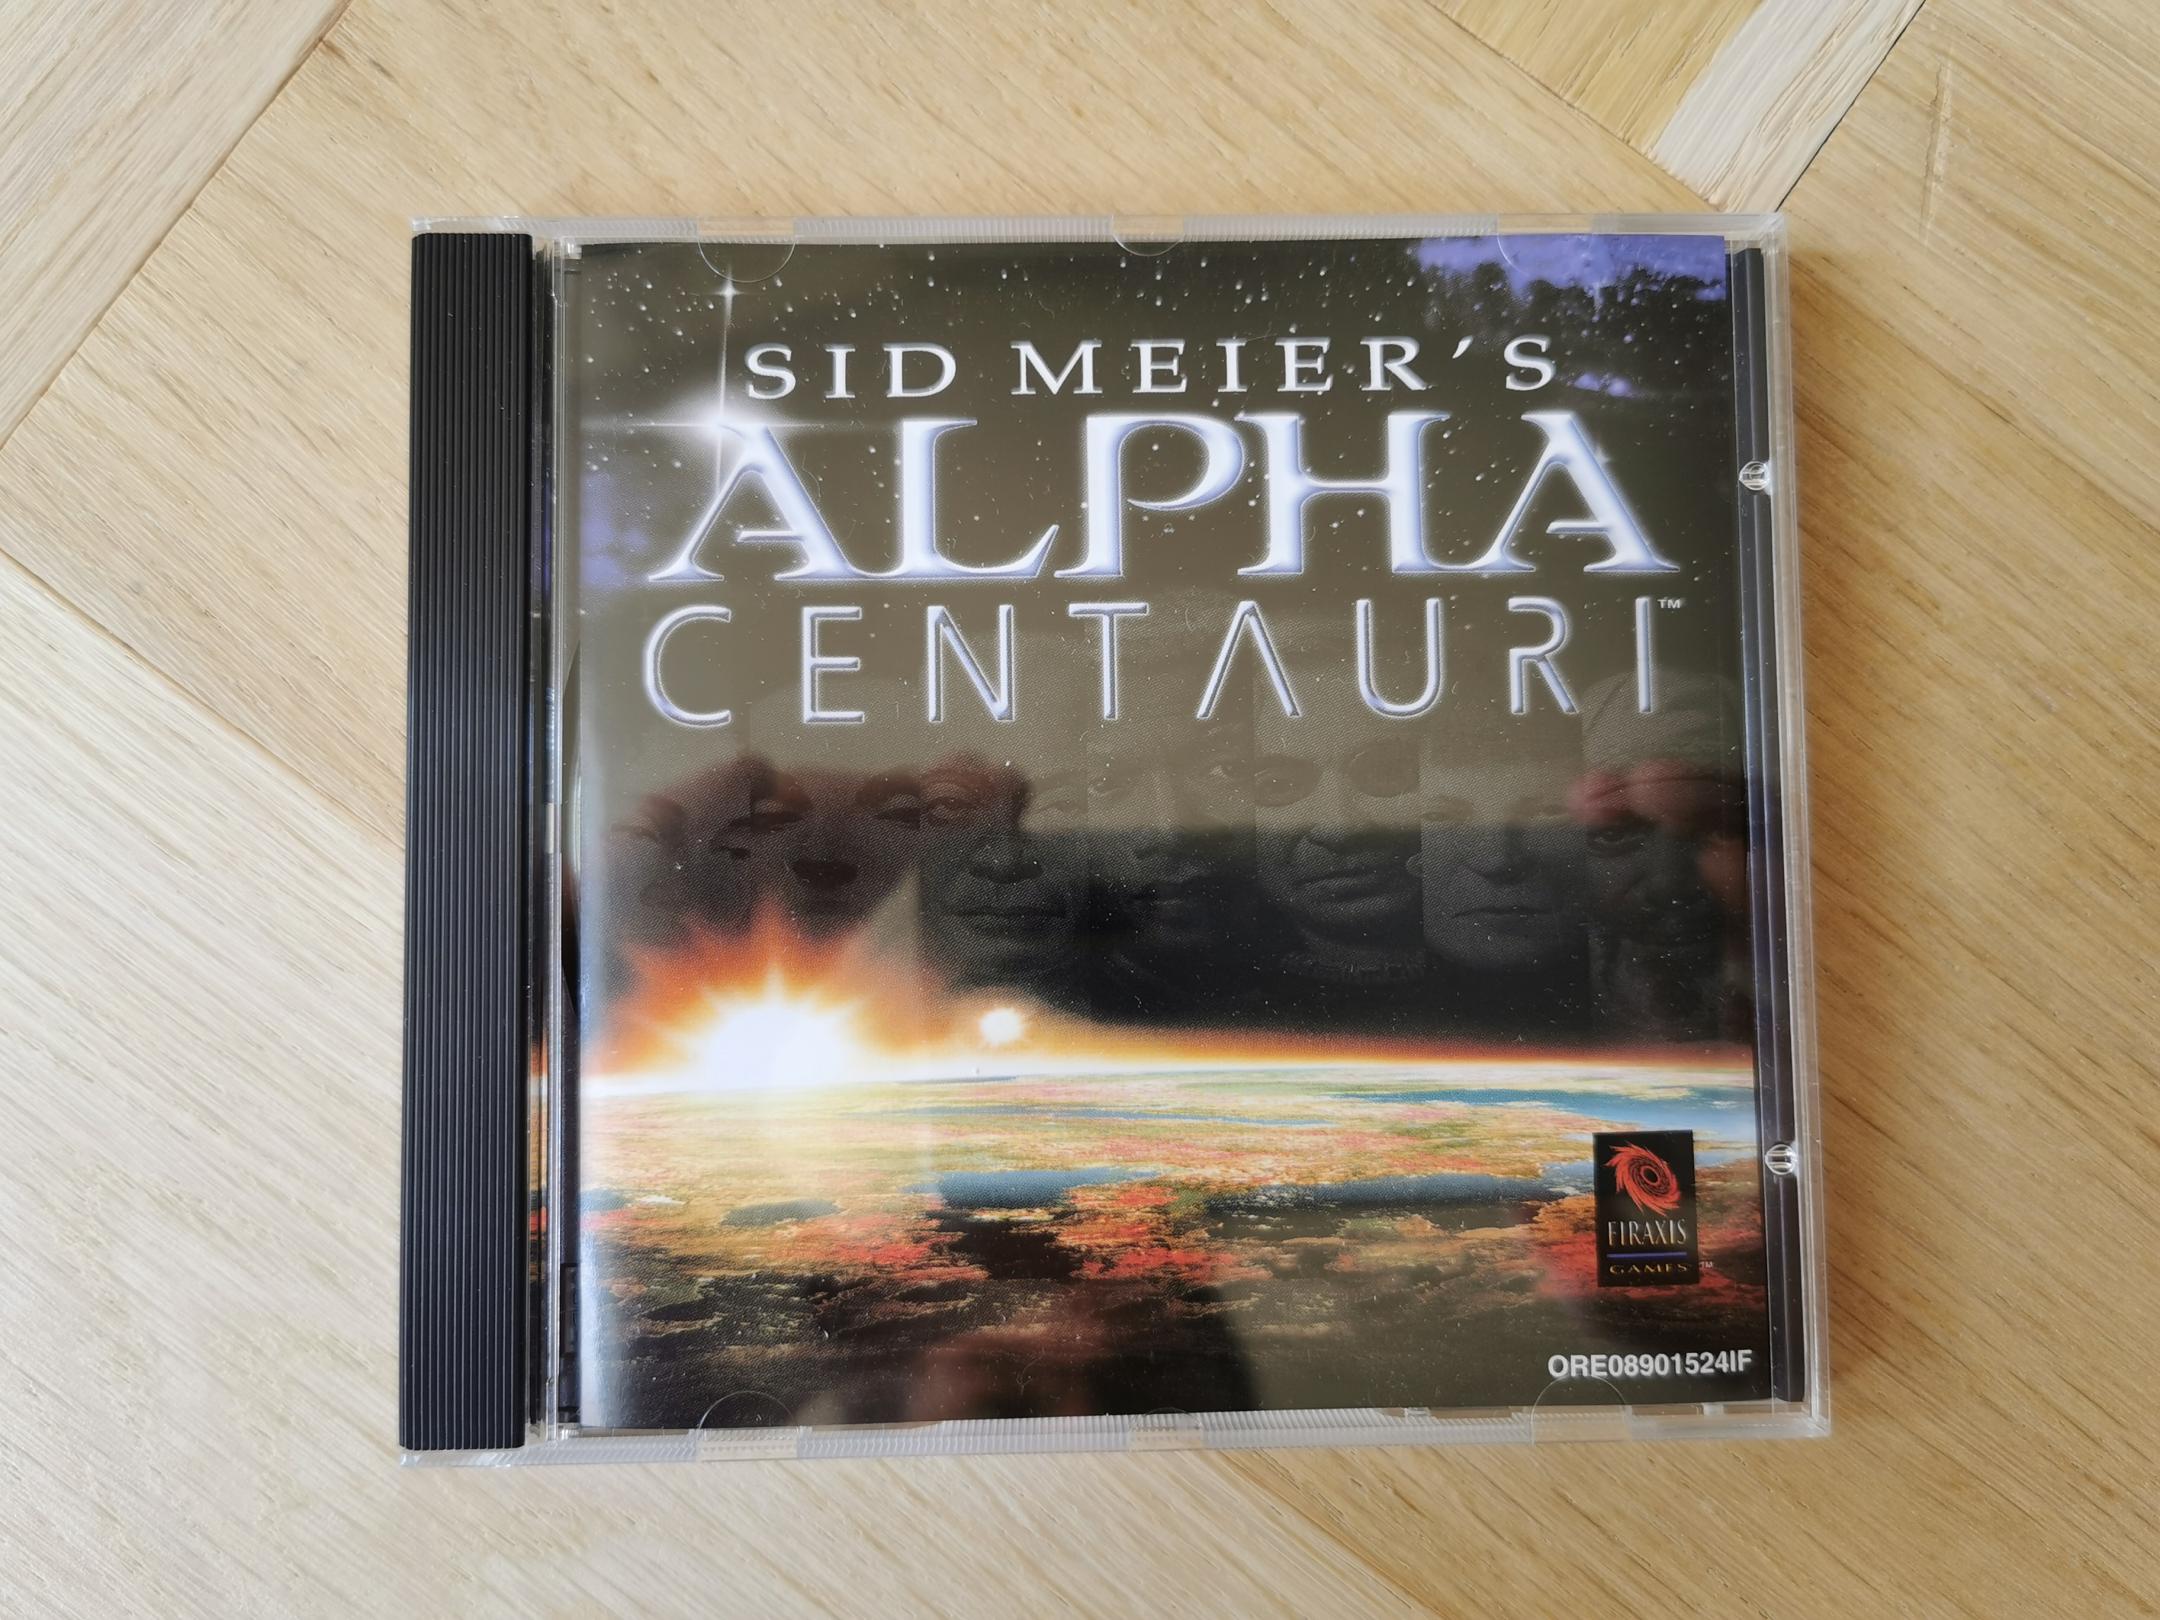 SID MEIER'S
ALPHA
CENTAURI™
FIRAXIS
GAMES™
ORE08901524IF